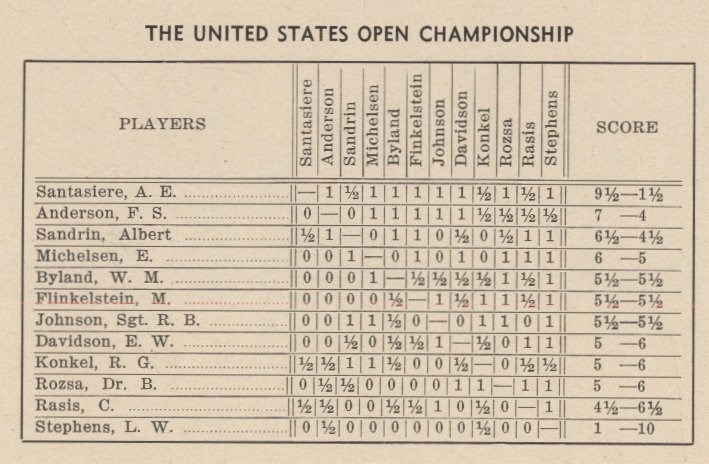 THE UNITED STATES OPEN CHAMPIONSHIP
PLAYERS Santasiere Anderson Sandrin Michelsen Byland Finkelstein Johnson Davidson Konkel Rozsa Rasis Stephens SCORE
Santasiere, A. E. — 1 ½ 1 1 1 1 1 ½ 1 ½ 1 9½—1½
Anderson, F. S. 0 — 0 1 1 1 1 1 ½ ½ ½ ½ 7 —4
Sandrin, Albert ½ 1 — 0 1 1 0 ½ 0 ½ 1 1 6½—4½
Michelsen, E. 0 0 1 — 0 1 0 1 0 1 1 1 6 —5
Byland, W. M. 0 0 0 1 — ½ ½ ½ ½ 1 ½ 1 5½—5½
Flinkelstein, M. 0 0 0 0 ½ — 1 ½ 1 1 ½ 1 5½—5½
Johnson, Sgt. R. B. 0 0 1 1 ½ 0 — 0 1 1 0 1 5½—5½
Davidson, E. W. 0 0 ½ 0 ½ ½ 1 — ½ 0 1 1 5 —6
Konkel, R. G. ½ ½ 1 1 ½ 0 0 ½ — 0 ½ ½ 5 —6
Rozsa, Dr. B. 0 ½ ½ 0 0 0 0 1 1 — 1 1 5 —6
Rasis, C. ½ ½ 0 0 ½ ½ 1 0 ½ 0 — 1 4½—6½
Stephens, L. W. 0 ½ 0 0 0 0 0 0 ½ 0 0 — 1 —10